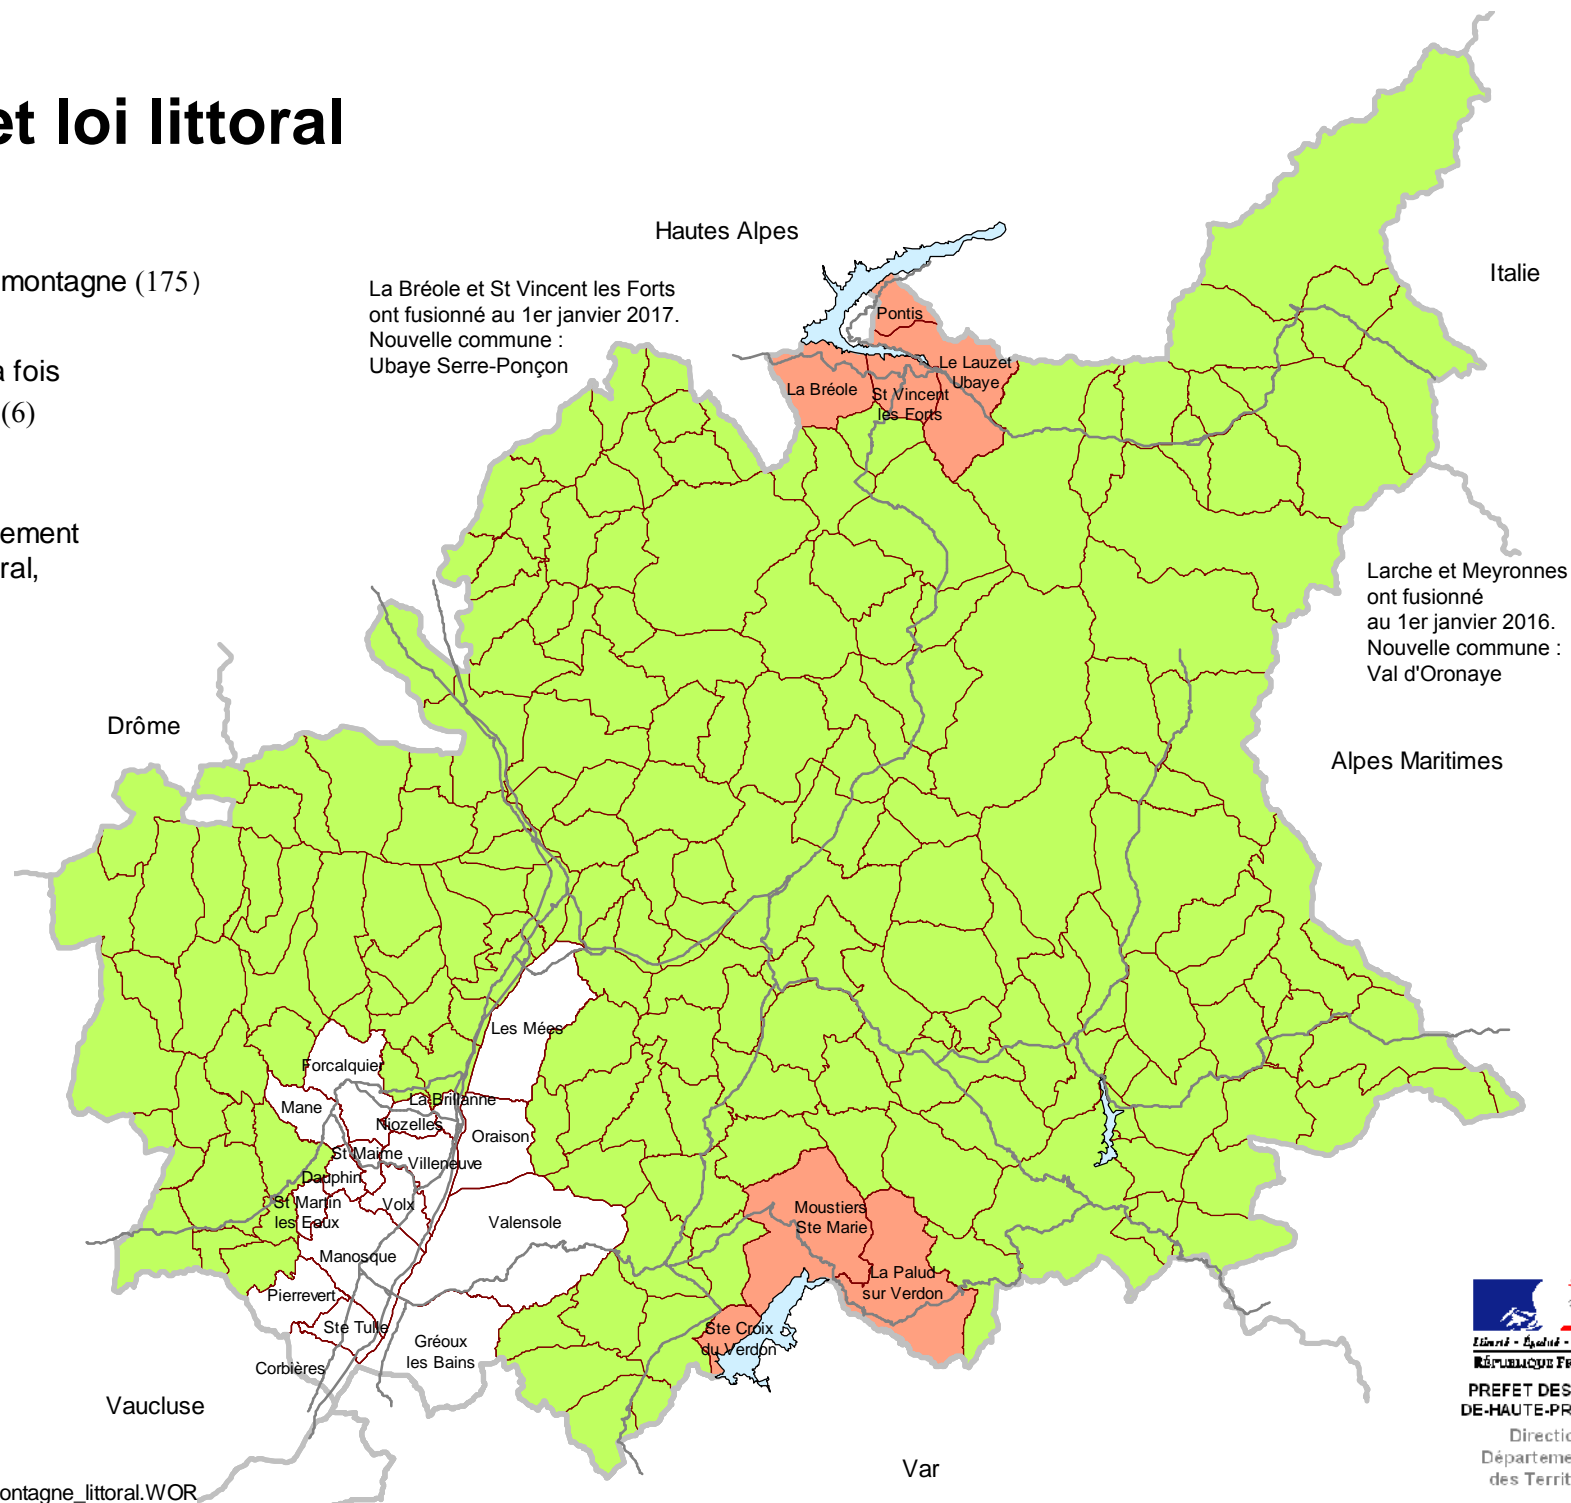 et loi littoral
montagne (175)
a fois
(6)
ement
ral,
Hautes Alpes
La Bréole et St Vincent les Forts
ont fusionné au 1er janvier 2017.
Nouvelle commune :
Ubaye Serre-Ponçon
Italie
Pontis
Le Lauzet
Ubaye
La Bréole
St Vincent
les Forts
Larche et Meyronnes
ont fusionné
au 1er janvier 2016.
Nouvelle commune :
Val d'Oronaye
Drôme
Alpes Maritimes
Les Mées
Forcalquier
Mane
La Brillanne
Niozelles
Oraison
St Maime
Villeneuve
Dauphin
St Martin
les Eaux
Volx
Valensole
Manosque
Pierrevert
Ste Tulle
Gréoux
les Bains
Corbières
Moustiers
Ste Marie
La Palud
sur Verdon
Ste Croix
du Verdon
Vaucluse
Var
Liberté - Égalité -
RÉPUBLIQUE FR
PREFET DES
DE-HAUTE-PR
Directio
Départeme
des Territ
ontagne_littoral.WOR